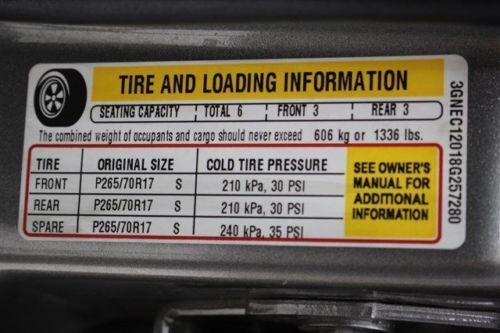 TIRE AND LOADING INFORMATION
SEATING CAPACITY TOTAL 6 FRONT 3 REAR 3
The combined weight of occupants and cargo should never exceed 606 kg or 1336 lbs.
TIRE ORIGINAL SIZE COLD TIRE PRESSURE
FRONT P265/70R17 S 210 kPa, 30 PSI
REAR P265/70R17 S 210 kPa, 30 PSI
SPARE P265/70R17 S 240 kPa, 35 PSI
SEE OWNER'S
MANUAL FOR
ADDITIONAL
INFORMATION
3GNEC12018G257280